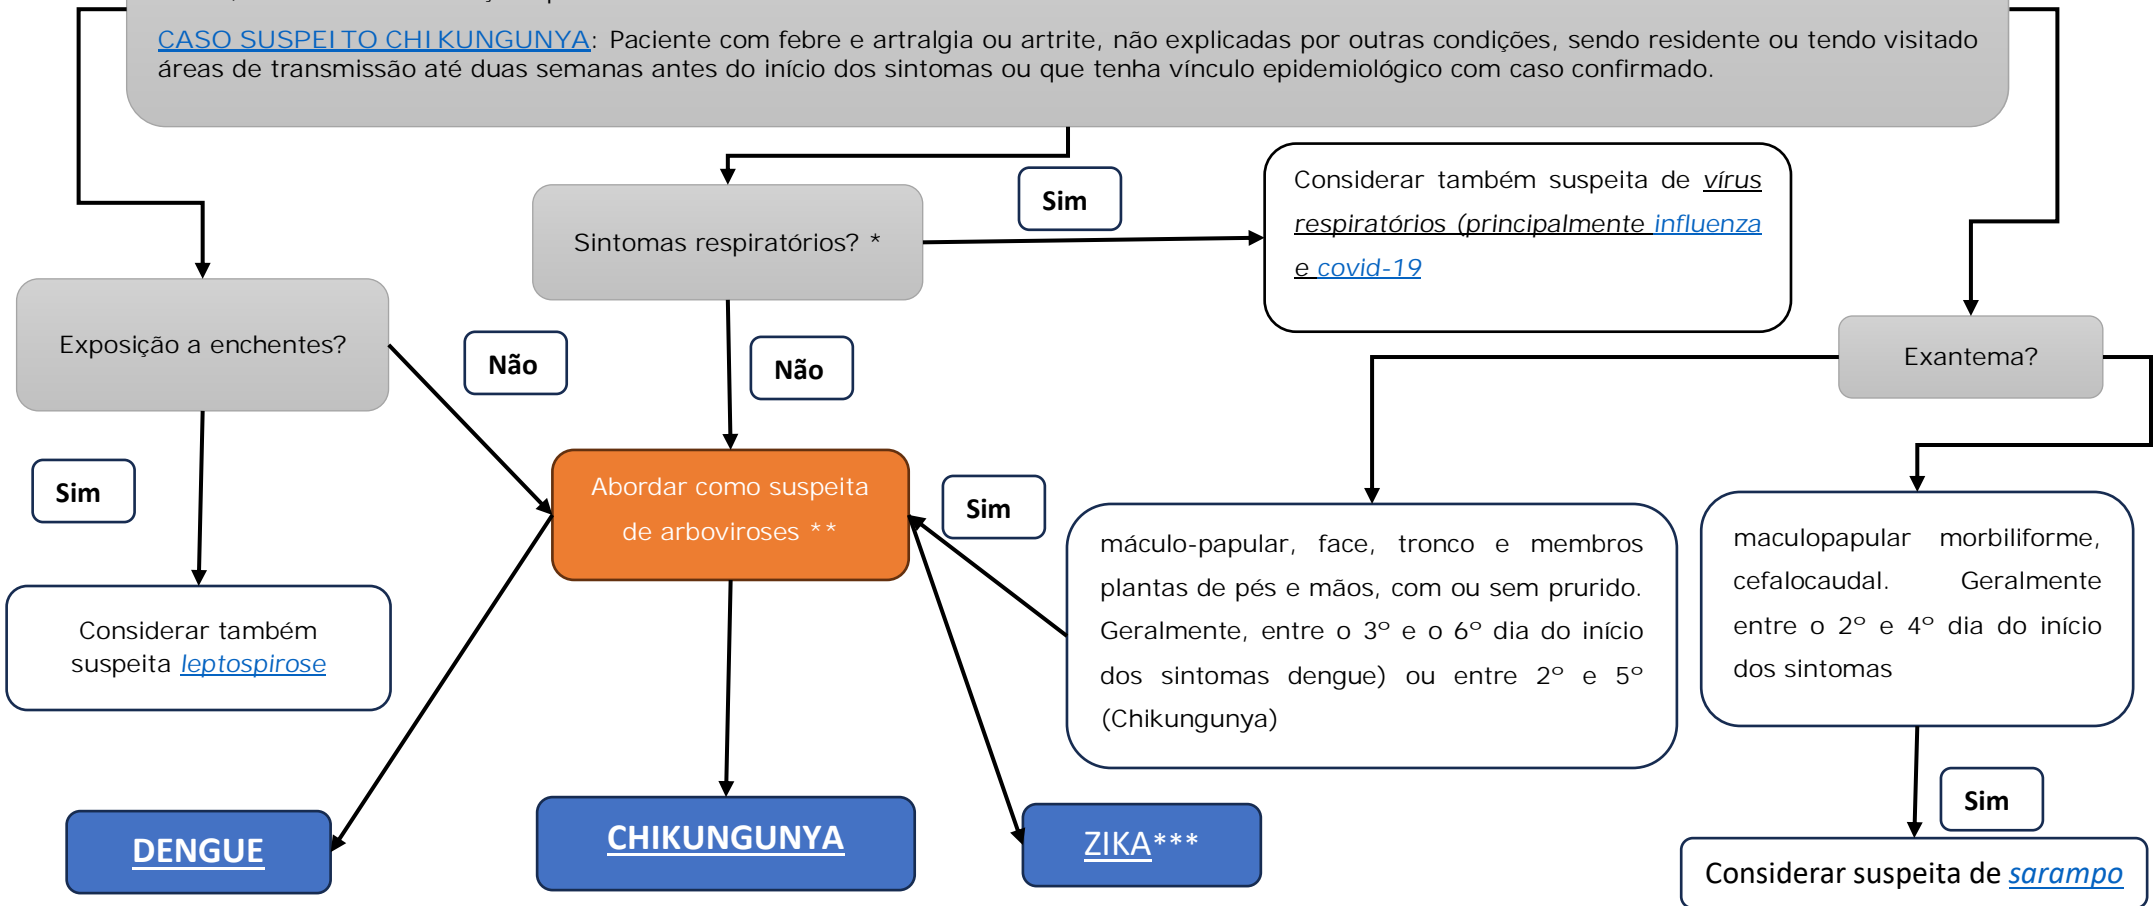 CASO SUSPEITO CHIKUNGUNYA: Paciente com febre e artralgia ou artrite, não explicadas por outras condições, sendo residente ou tendo visitado
áreas de transmissão até duas semanas antes do início dos sintomas ou que tenha vínculo epidemiológico com caso confirmado.
Sim
Considerar também suspeita de vírus
respiratórios (principalmente influenza
e covid-19
Sintomas respiratórios? *
Exposição a enchentes?
Não
Não
Exantema?
Sim
Abordar como suspeita
de arboviroses **
Sim
máculo-papular, face, tronco e membros
plantas de pés e mãos, com ou sem prurido.
Geralmente, entre o 3º e o 6º dia do início
dos sintomas dengue) ou entre 2º e 5º
(Chikungunya)
maculopapular morbiliforme,
cefalocaudal. Geralmente
entre o 2º e 4º dia do início
dos sintomas
Considerar também
suspeita leptospirose
Sim
DENGUE
CHIKUNGUNYA
ZIKA***
Considerar suspeita de sarampo